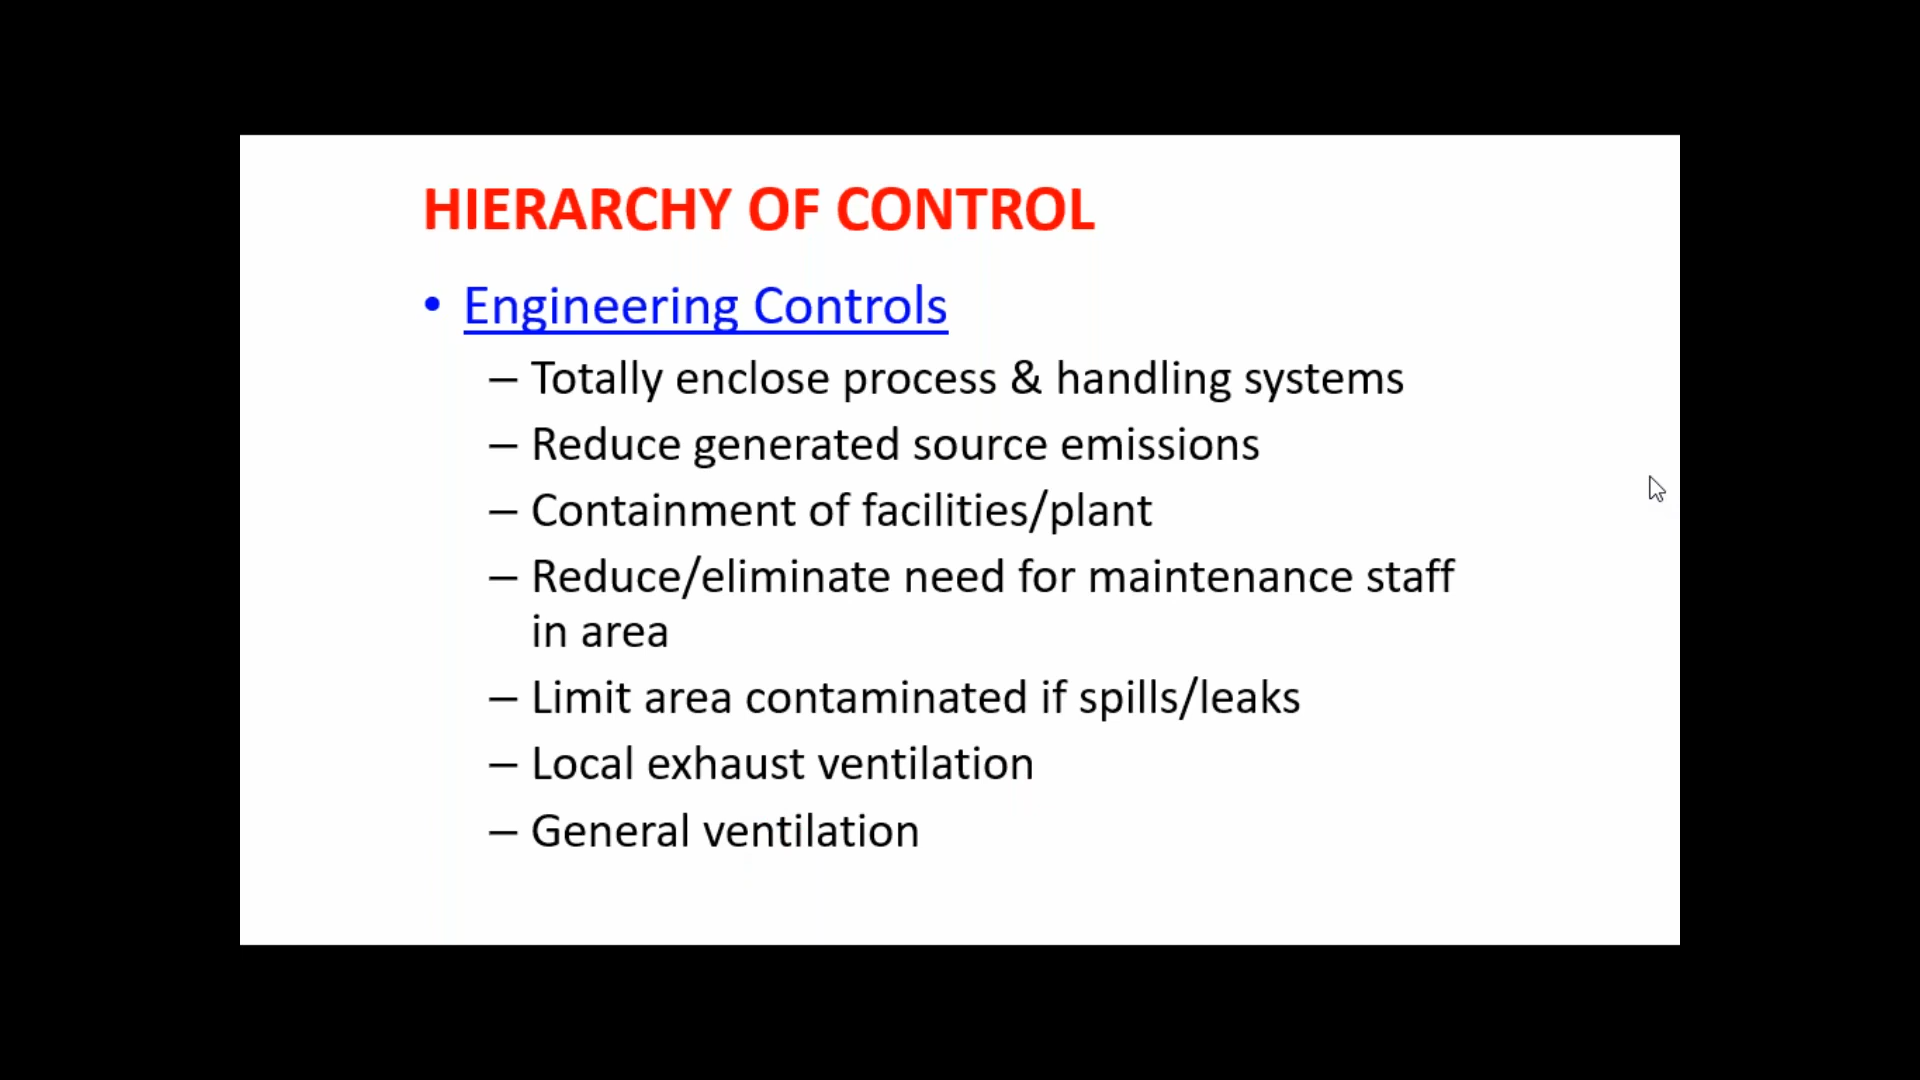 HIERARCHY OF CONTROL
• Engineering Controls
– Totally enclose process & handling systems
– Reduce generated source emissions
– Containment of facilities/plant
– Reduce/eliminate need for maintenance staff
in area
– Limit area contaminated if spills/leaks
– Local exhaust ventilation
– General ventilation